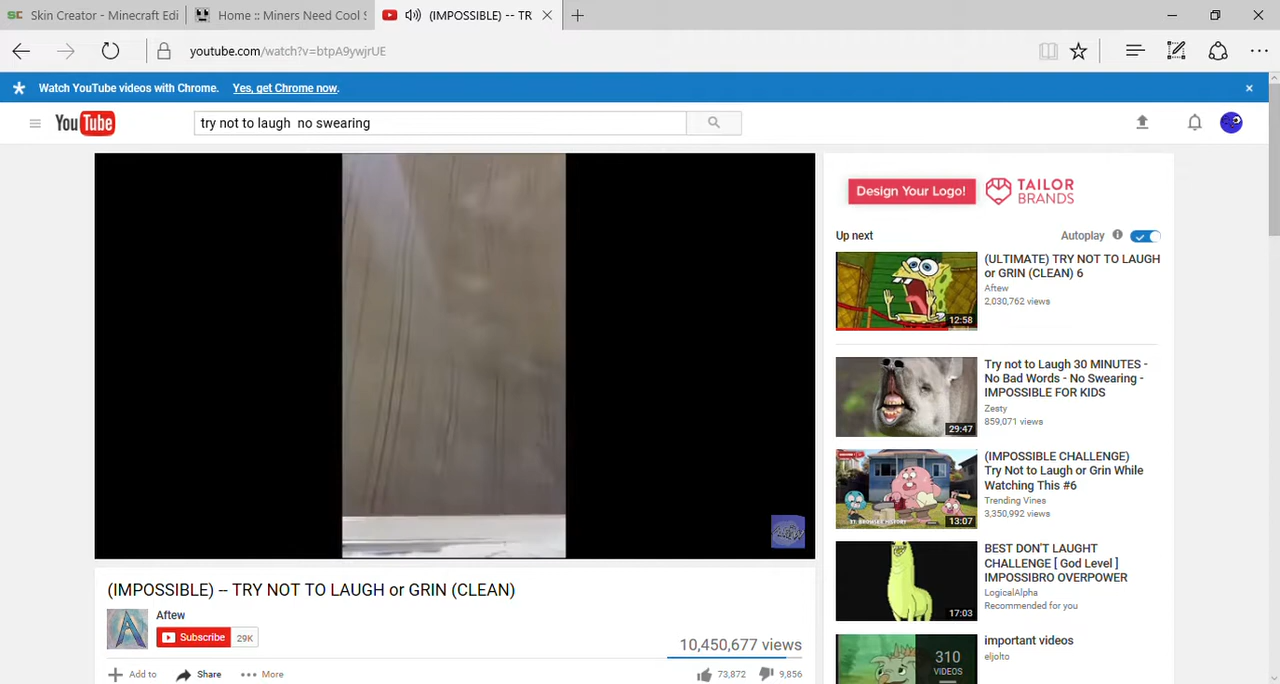 Skin Creator - Minecraft Edi
Home :: Miners Need Cool S
(IMPOSSIBLE) -- TR
youtube.com/watch?v=btpA9ywjrUE
Watch YouTube videos with Chrome. Yes, get Chrome now.
YouTube
try not to laugh  no swearing
Design Your Logo!
TAILOR
BRANDS
Up next
Autoplay
(ULTIMATE) TRY NOT TO LAUGH
or GRIN (CLEAN) 6
Aftew
2,030,762 views
12:58
Try not to Laugh 30 MINUTES -
No Bad Words - No Swearing -
IMPOSSIBLE FOR KIDS
Zesty
859,071 views
29:47
(IMPOSSIBLE CHALLENGE)
Try Not to Laugh or Grin While
Watching This #6
Trending Vines
3,350,992 views
13:07
BEST DON'T LAUGHT
CHALLENGE [ God Level ]
IMPOSSIBRO OVERPOWER
LogicalAlpha
Recommended for you
17:03
important videos
eljolto
310
VIDEOS
(IMPOSSIBLE) -- TRY NOT TO LAUGH or GRIN (CLEAN)
Aftew
Subscribe 29K
10,450,677 views
Add to Share More
73,872 9,856